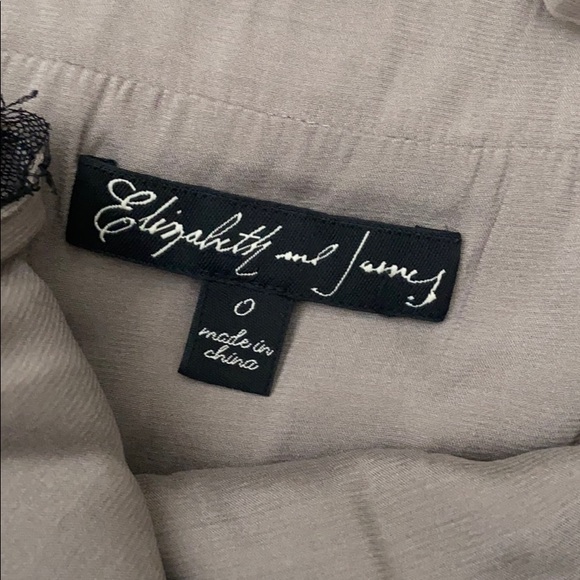 Elizabeth and James
0
made in
china